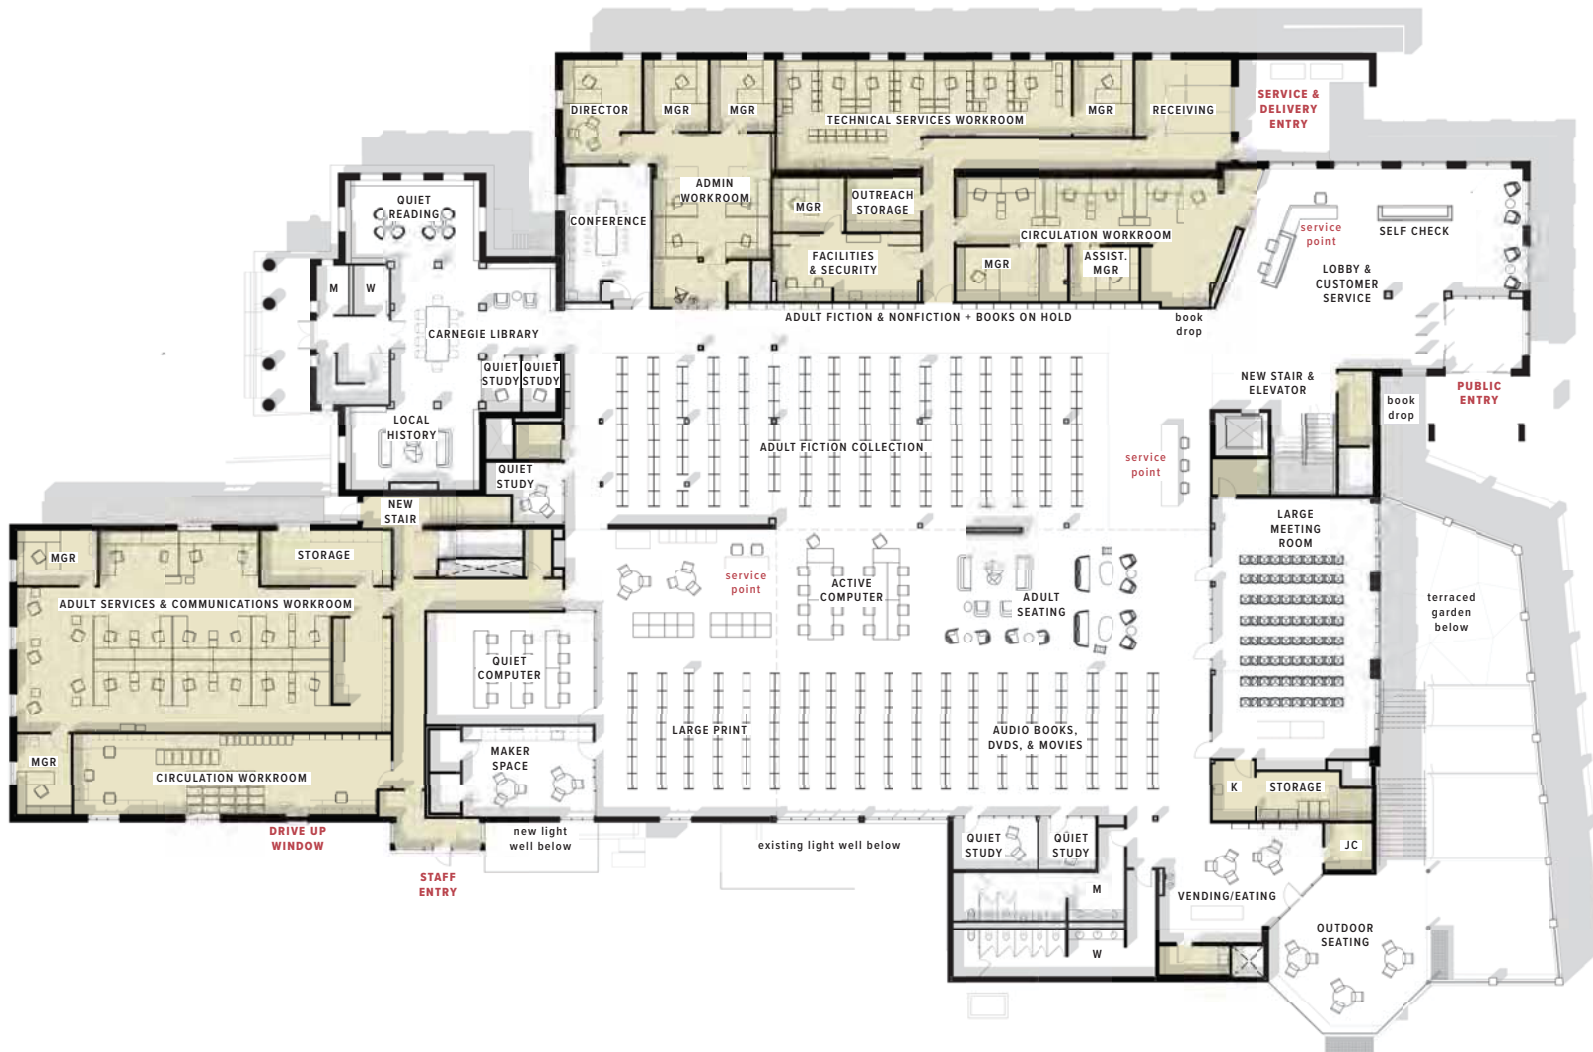 DIRECTOR
MGR
MGR
TECHNICAL SERVICES WORKROOM
MGR
RECEIVING
SERVICE &
DELIVERY
ENTRY
QUIET
READING
ADMIN
WORKROOM
CONFERENCE
MGR
OUTREACH
STORAGE
FACILITIES
& SECURITY
CIRCULATION WORKROOM
MGR
ASSIST.
MGR
service
point
SELF CHECK
LOBBY &
CUSTOMER
SERVICE
M
W
CARNEGIE LIBRARY
ADULT FICTION & NONFICTION + BOOKS ON HOLD
book
drop
QUIET
STUDY
QUIET
STUDY
NEW STAIR &
ELEVATOR
book
drop
PUBLIC
ENTRY
LOCAL
HISTORY
ADULT FICTION COLLECTION
service
point
QUIET
STUDY
NEW
STAIR
LARGE
MEETING
ROOM
MGR
STORAGE
service
point
ACTIVE
COMPUTER
ADULT
SEATING
terraced
garden
below
ADULT SERVICES & COMMUNICATIONS WORKROOM
QUIET
COMPUTER
LARGE PRINT
AUDIO BOOKS,
DVDS, & MOVIES
MGR
CIRCULATION WORKROOM
MAKER
SPACE
K
STORAGE
DRIVE UP
WINDOW
new light
well below
existing light well below
QUIET
STUDY
QUIET
STUDY
JC
STAFF
ENTRY
M
VENDING/EATING
W
OUTDOOR
SEATING